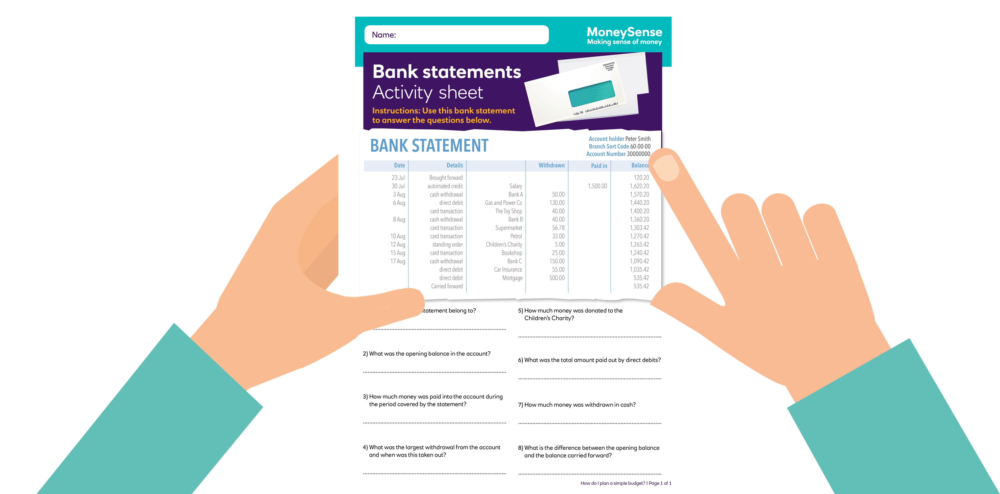 Name:
MoneySense
Making sense of money
PRESORTED
Standard
Postage
PAID
45678
Bank statements
Activity sheet
Instructions: Use this bank statement
to answer the questions below.
BANK STATEMENT
Account holder Peter Smith
Branch Sort Code 60-00-00
Account Number 30000000
Date Details Withdrawn Paid in Balance
23 Jul Brought forward 120.20
30 Jul automated credit Salary 1,500.00 1,620.20
3 Aug cash withdrawal Bank A 50.00 1,570.20
6 Aug direct debit Gas and Power Co 130.00 1,440.20
card transaction The Toy Shop 40.00 1,400.20
8 Aug cash withdrawal Bank B 40.00 1,360.20
card transaction Supermarket 56.78 1,303.42
10 Aug card transaction Petrol 33.00 1,270.42
12 Aug standing order Children's Charity 5.00 1,265.42
15 Aug card transaction Bookshop 25.00 1,240.42
17 Aug cash withdrawal Bank C 150.00 1,090.42
direct debit Car Insurance 55.00 1,035.42
direct debit Mortgage 500.00 535.42
Carried forward 535.42
statement belong to?
2) What was the opening balance in the account?
3) How much money was paid into the account during
the period covered by the statement?
4) What was the largest withdrawal from the account
and when was this taken out?
5) How much money was donated to the
Children's Charity?
6) What was the total amount paid out by direct debits?
7) How much money was withdrawn in cash?
8) What is the difference between the opening balance
and the balance carried forward?
How do I plan a simple budget? | Page 1 of 1